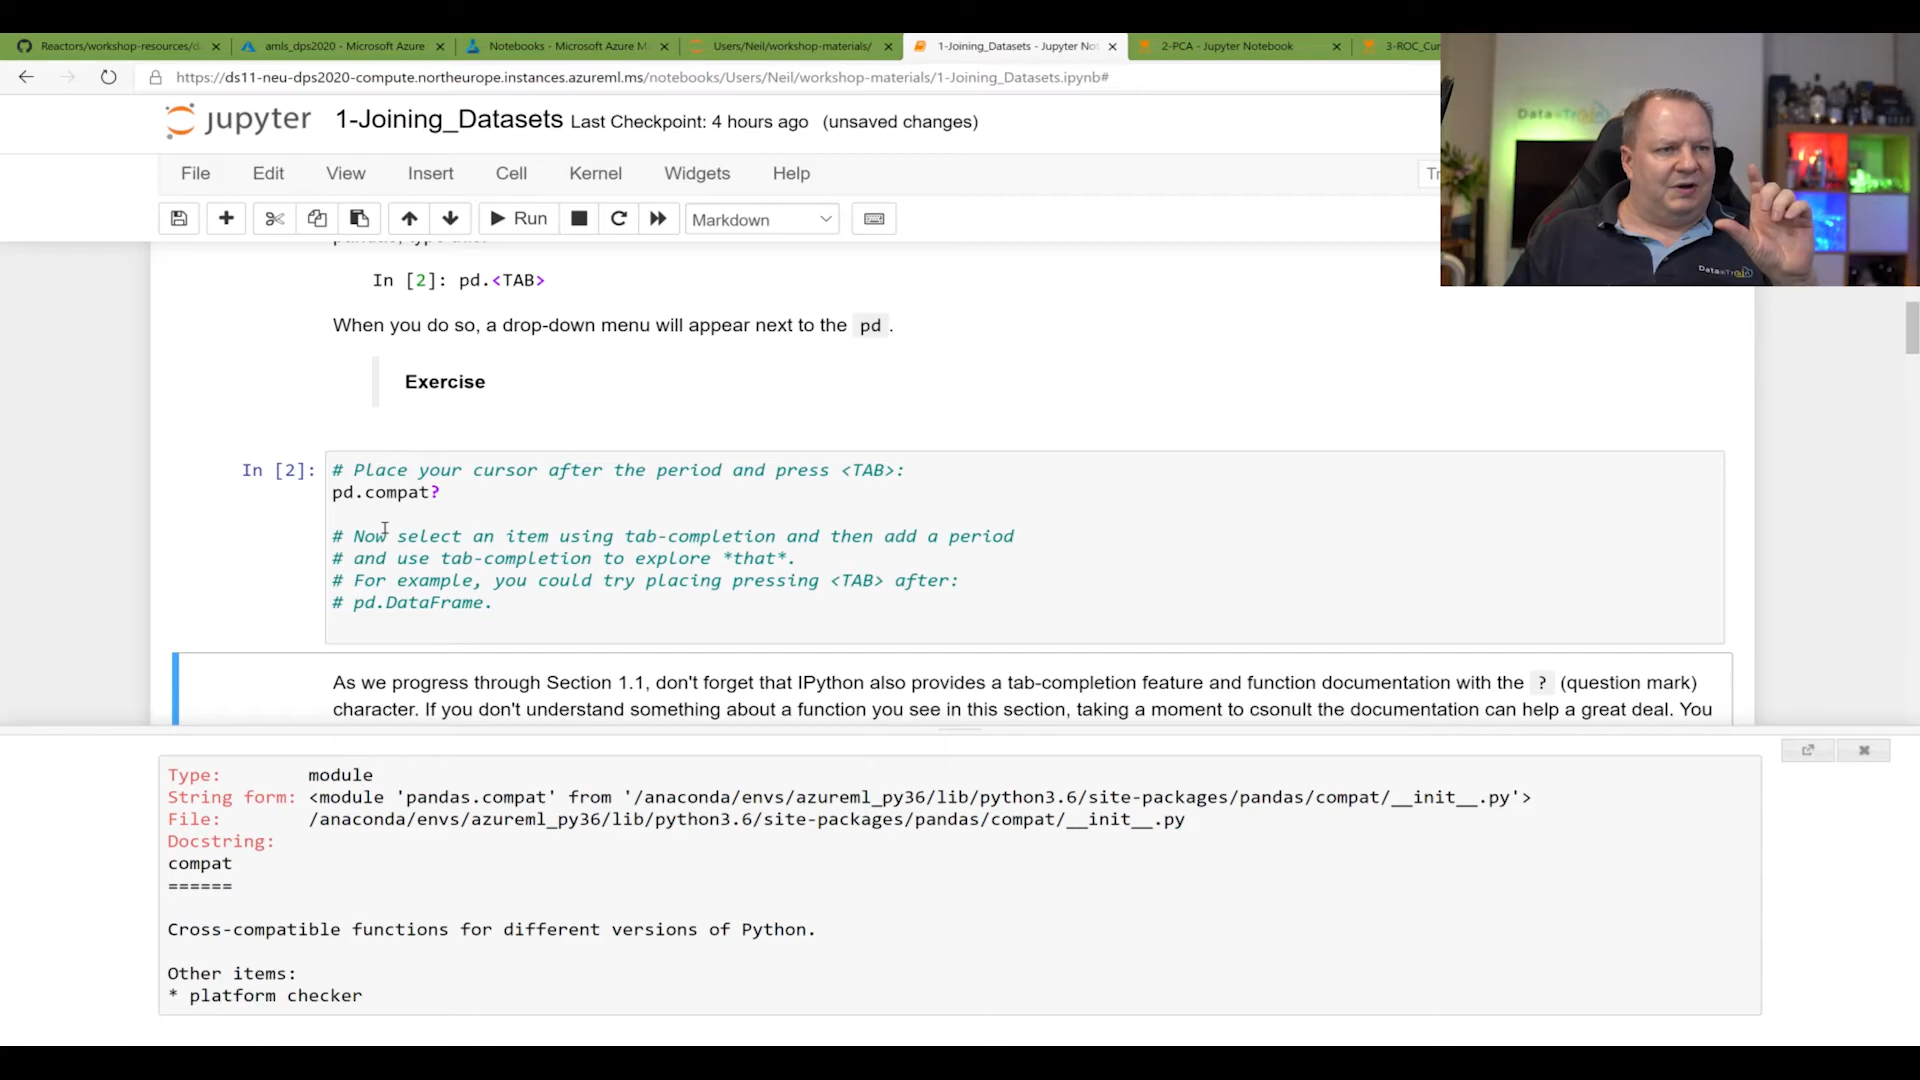 Reactors/workshop-resources/d
amls_dps2020 - Microsoft Azure
Notebooks - Microsoft Azure M
Users/Neil/workshop-materials/
1-Joining_Datasets - Jupyter No
2-PCA - Jupyter Notebook
3-ROC_Cur
https://ds11-neu-dps2020-compute.northeurope.instances.azureml.ms/notebooks/Users/Neil/workshop-materials/1-Joining_Datasets.ipynb#
jupyter 1-Joining_Datasets Last Checkpoint: 4 hours ago (unsaved changes)
File Edit View Insert Cell Kernel Widgets Help
Run Markdown
In [2]: pd.<TAB>
When you do so, a drop-down menu will appear next to the pd .
Exercise
In [2]: # Place your cursor after the period and press <TAB>:
pd.compat?
# Now select an item using tab-completion and then add a period
# and use tab-completion to explore *that*.
# For example, you could try placing pressing <TAB> after:
# pd.DataFrame.
As we progress through Section 1.1, don't forget that IPython also provides a tab-completion feature and function documentation with the ? (question mark)
character. If you don't understand something about a function you see in this section, taking a moment to csonult the documentation can help a great deal. You
Type: module
String form: <module 'pandas.compat' from '/anaconda/envs/azureml_py36/lib/python3.6/site-packages/pandas/compat/__init__.py'>
File: /anaconda/envs/azureml_py36/lib/python3.6/site-packages/pandas/compat/__init__.py
Docstring:
compat
======
Cross-compatible functions for different versions of Python.
Other items:
* platform checker